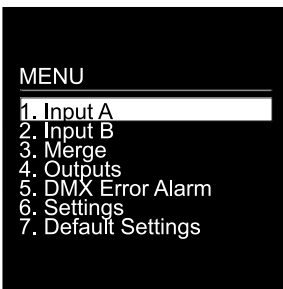 MENU
1. Input A
2. Input B
3. Merge
4. Outputs
5. DMX Error Alarm
6. Settings
7. Default Settings